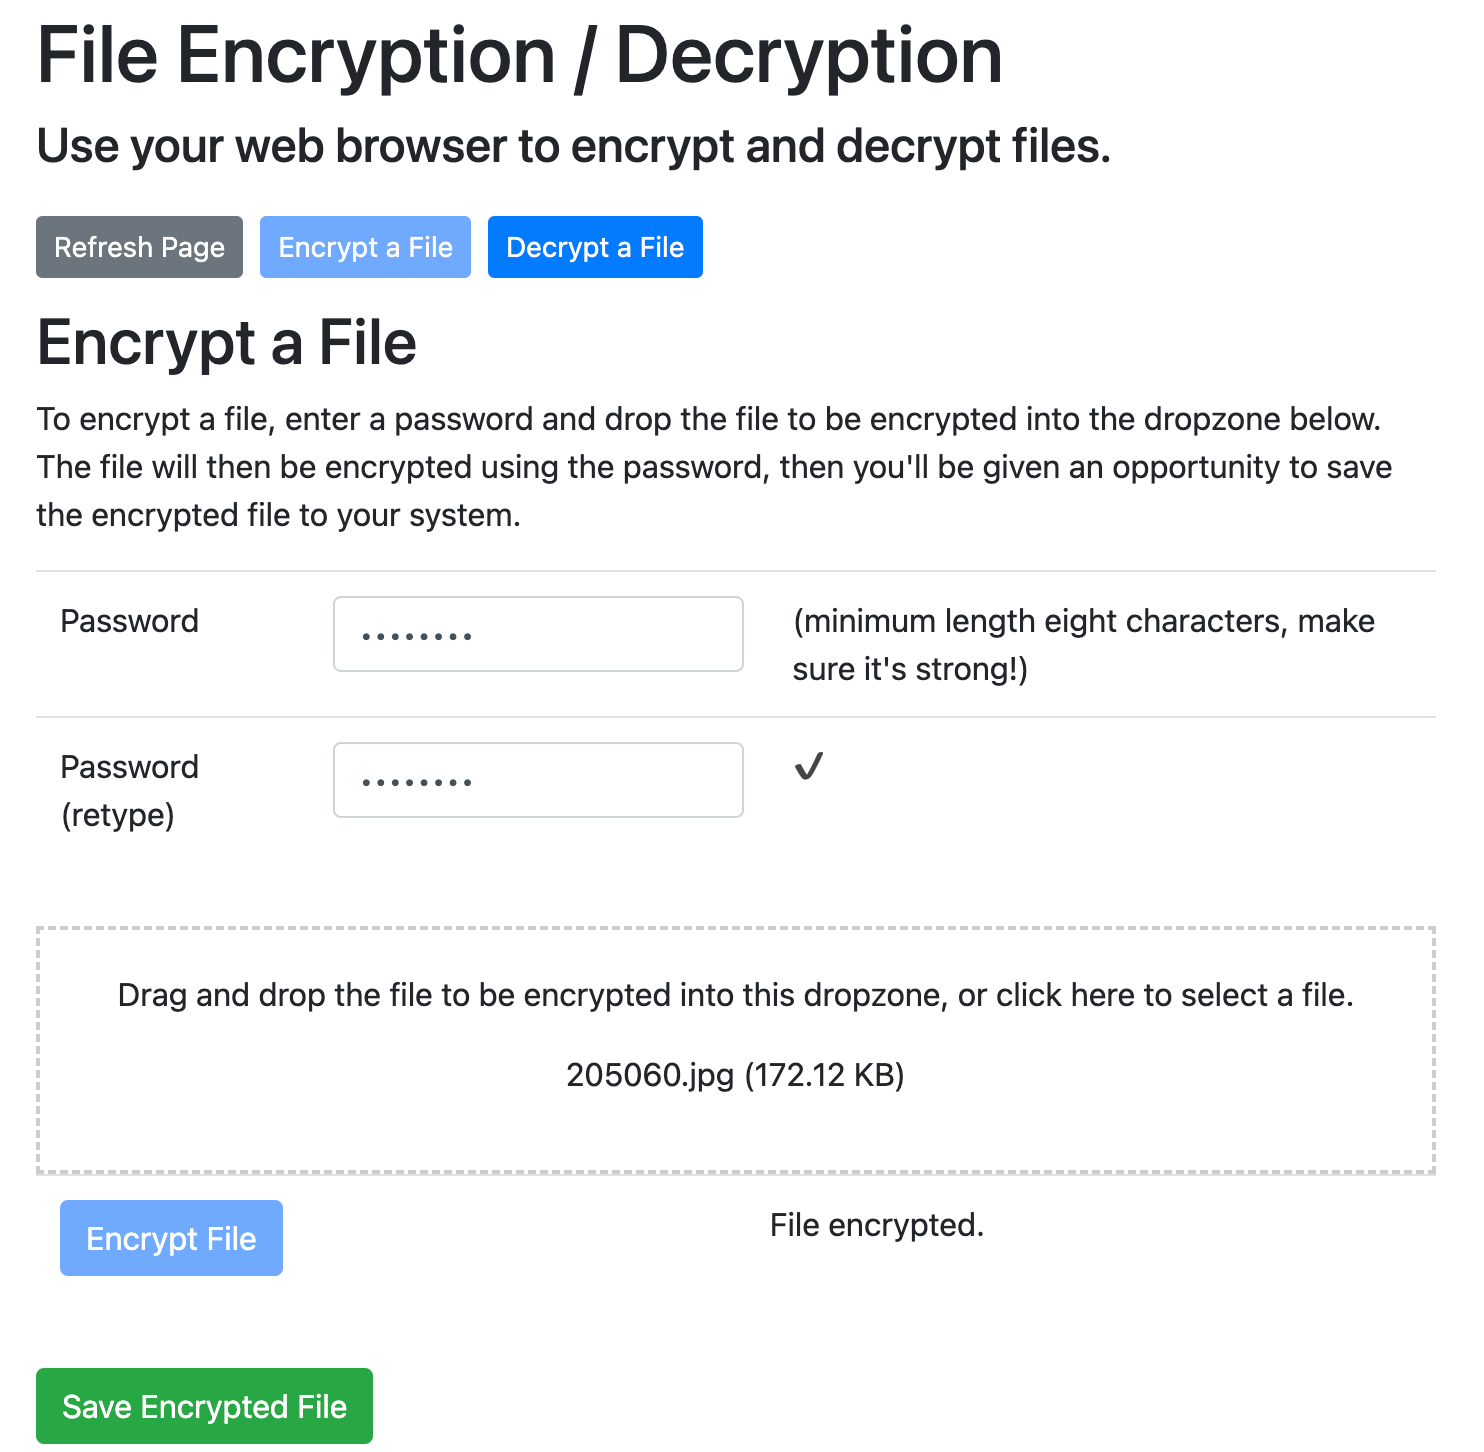 File Encryption / Decryption
Use your web browser to encrypt and decrypt files.
Refresh Page Encrypt a File Decrypt a File
Encrypt a File
To encrypt a file, enter a password and drop the file to be encrypted into the dropzone below.
The file will then be encrypted using the password, then you'll be given an opportunity to save
the encrypted file to your system.
Password (minimum length eight characters, make
sure it's strong!)
Password
(retype)
Drag and drop the file to be encrypted into this dropzone, or click here to select a file.
205060.jpg (172.12 KB)
Encrypt File File encrypted.
Save Encrypted File